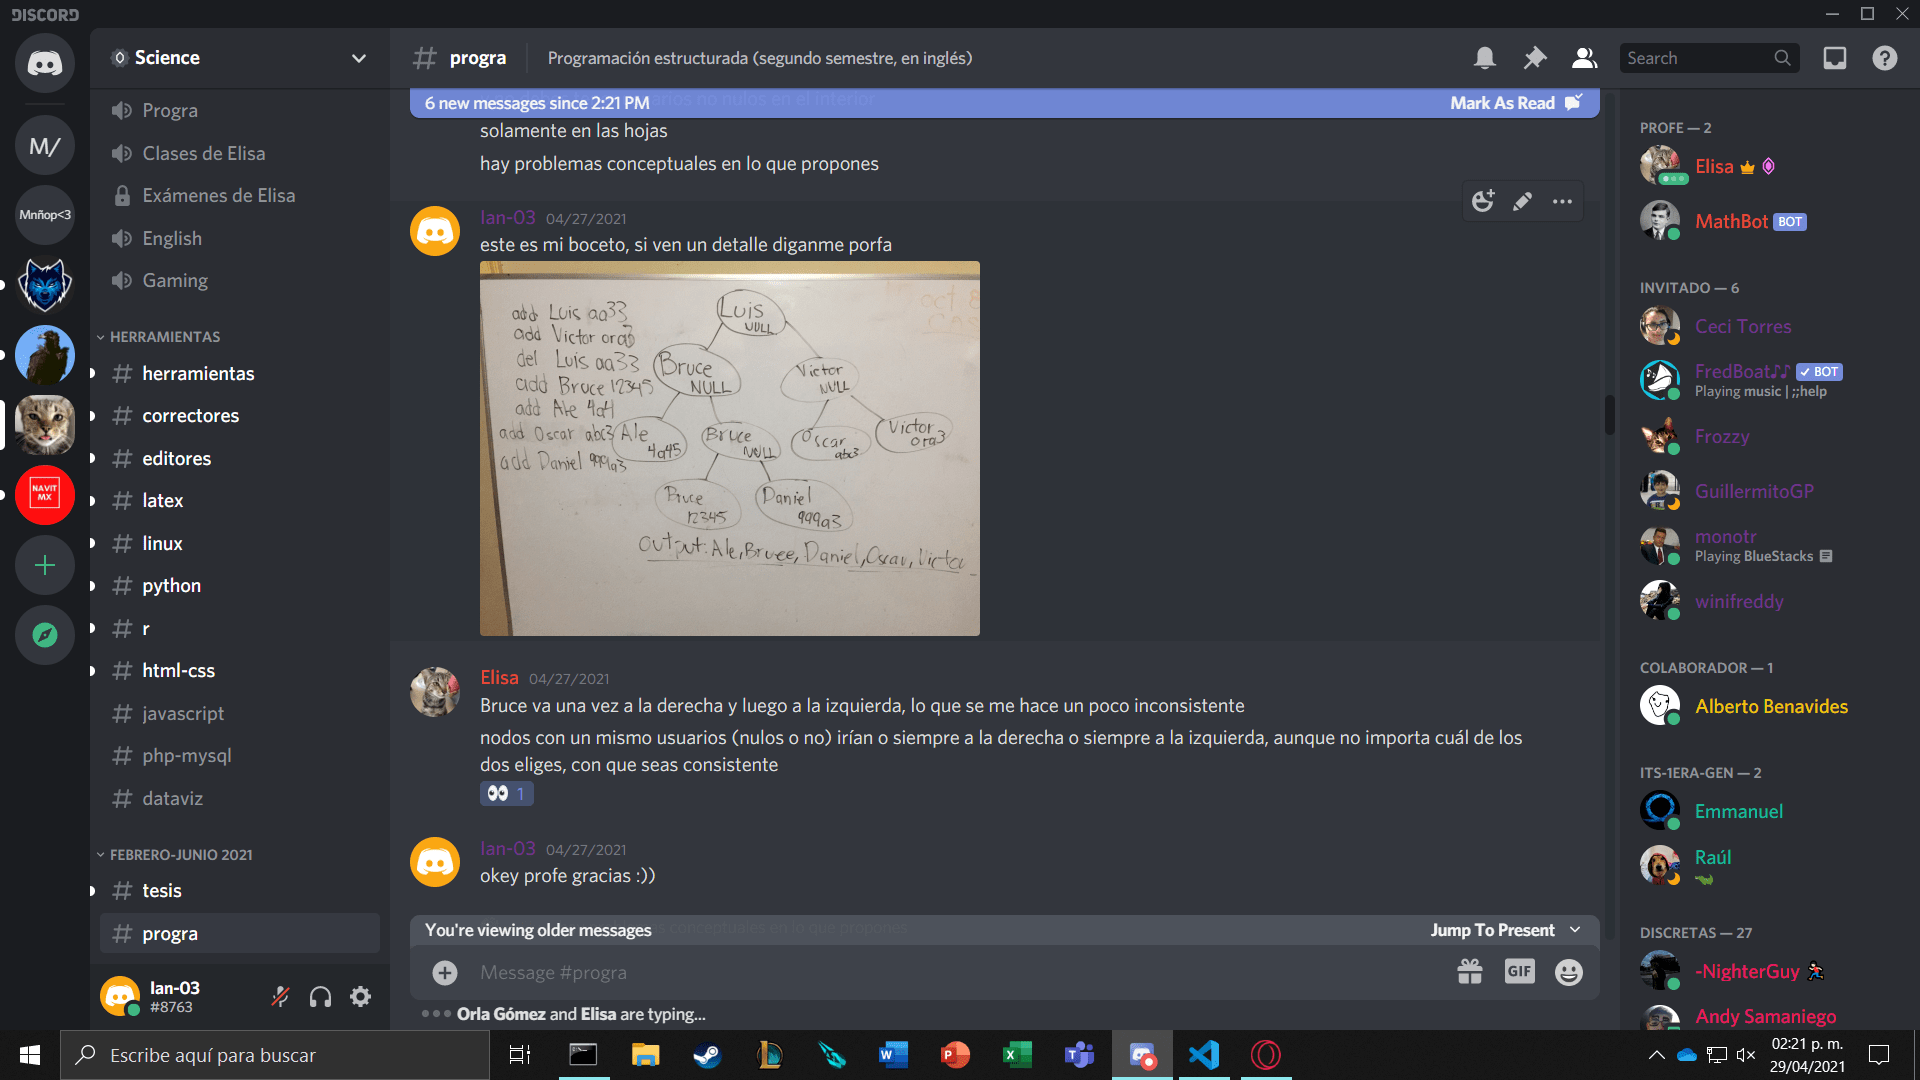 DISCORD
Science
progra
Programación estructurada (segundo semestre, en inglés)
Search
M/
Mnñop<3
NAVIT
MX
Progra
Clases de Elisa
Exámenes de Elisa
English
Gaming
HERRAMIENTAS
herramientas
correctores
editores
latex
linux
python
r
html-css
javascript
php-mysql
dataviz
FEBRERO-JUNIO 2021
tesis
progra
Ian-03
#8763
6 new messages since 2:21 PM
Mark As Read
solamente en las hojas
hay problemas conceptuales en lo que propones
Ian-03 04/27/2021
este es mi boceto, si ven un detalle diganme porfa
add Luis aa33
add Victor ora3
del Luis aa33
add Bruce 12345
add Ale 4a4
add Oscar abc3
add Daniel 999a3
Luis
NULL
Bruce
NULL
Victor
NULL
Ale
4a45
Bruce
NULL
Oscar
abc3
Victor
ora3
Bruce
12345
Daniel
999a3
Output: Ale, Bruce, Daniel, Oscar, Victor
Elisa 04/27/2021
Bruce va una vez a la derecha y luego a la izquierda, lo que se me hace un poco inconsistente
nodos con un mismo usuarios (nulos o no) irían o siempre a la derecha o siempre a la izquierda, aunque no importa cuál de los
dos eliges, con que seas consistente
1
Ian-03 04/27/2021
okey profe gracias :))
You're viewing older messages
Jump To Present
Message #progra
GIF
Orla Gómez and Elisa are typing...
PROFE — 2
Elisa
MathBot BOT
INVITADO — 6
Ceci Torres
FredBoat♪♪ ✓ BOT
Playing music | ;;help
Frozzy
GuillermitoGP
monotr
Playing BlueStacks
winifreddy
COLABORADOR — 1
Alberto Benavides
ITS-1ERA-GEN — 2
Emmanuel
Raúl
DISCRETAS — 27
-NighterGuy
Andy Samaniego
Escribe aquí para buscar
02:21 p. m.
29/04/2021